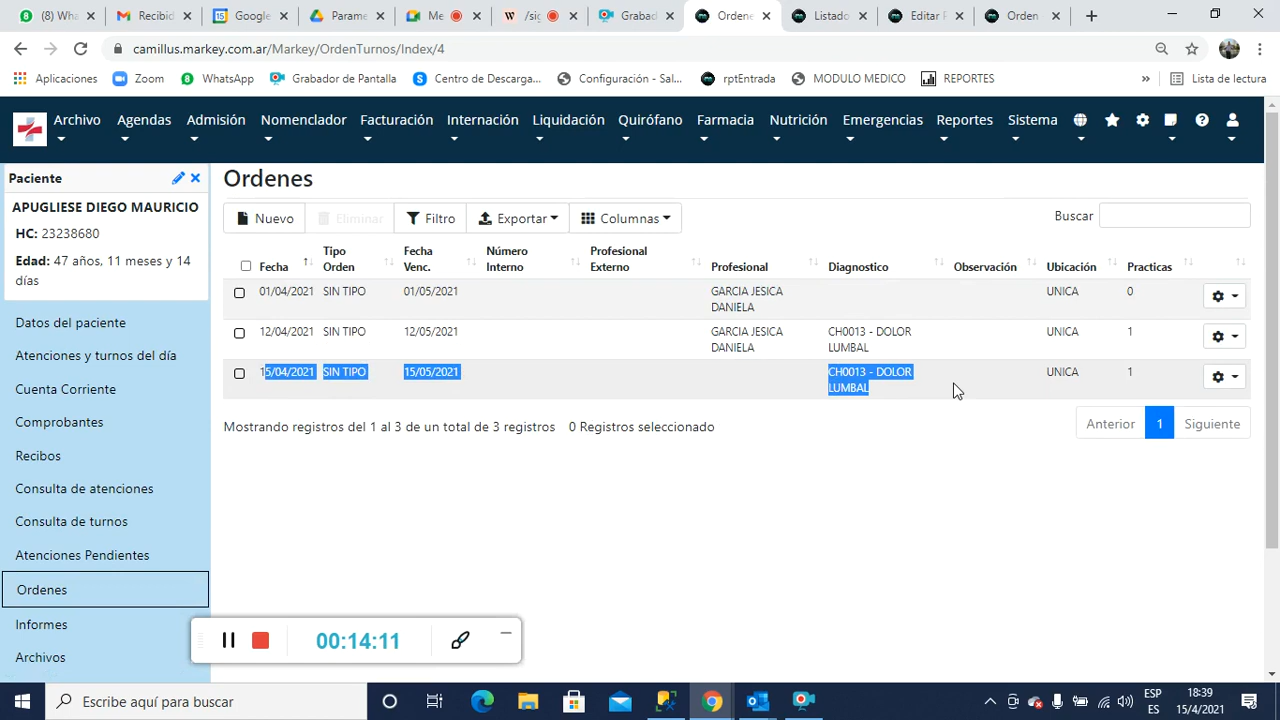 (8) Wha
Recibid
Google
Parame
Me
/sig
Grabac
Ordene
Listada
Editar F
Orden
camillus.markey.com.ar/Markey/OrdenTurnos/Index/4
Aplicaciones
Zoom
WhatsApp
Grabador de Pantalla
Centro de Descarga...
Configuración - Sal...
rptEntrada
MODULO MEDICO
REPORTES
»
Lista de lectura
Archivo
Agendas
Admisión
Nomenclador
Facturación
Internación
Liquidación
Quirófano
Farmacia
Nutrición
Emergencias
Reportes
Sistema
Paciente
APUGLIESE DIEGO MAURICIO
HC: 23238680
Edad: 47 años, 11 meses y 14
días
Datos del paciente
Atenciones y turnos del día
Cuenta Corriente
Comprobantes
Recibos
Consulta de atenciones
Consulta de turnos
Atenciones Pendientes
Ordenes
Informes
Archivos
Ordenes
Nuevo
Eliminar
Filtro
Exportar
Columnas
Buscar
Fecha
Tipo
Orden
Fecha
Venc.
Número
Interno
Profesional
Externo
Profesional
Diagnostico
Observación
Ubicación
Practicas
01/04/2021 SIN TIPO 01/05/2021 GARCIA JESICA UNICA 0
DANIELA
12/04/2021 SIN TIPO 12/05/2021 GARCIA JESICA CH0013 - DOLOR UNICA 1
DANIELA LUMBAL
15/04/2021 SIN TIPO 15/05/2021 CH0013 - DOLOR UNICA 1
LUMBAL
Mostrando registros del 1 al 3 de un total de 3 registros 0 Registros seleccionado
Anterior 1 Siguiente
00:14:11
Escribe aquí para buscar
ESP
ES
18:39
15/4/2021